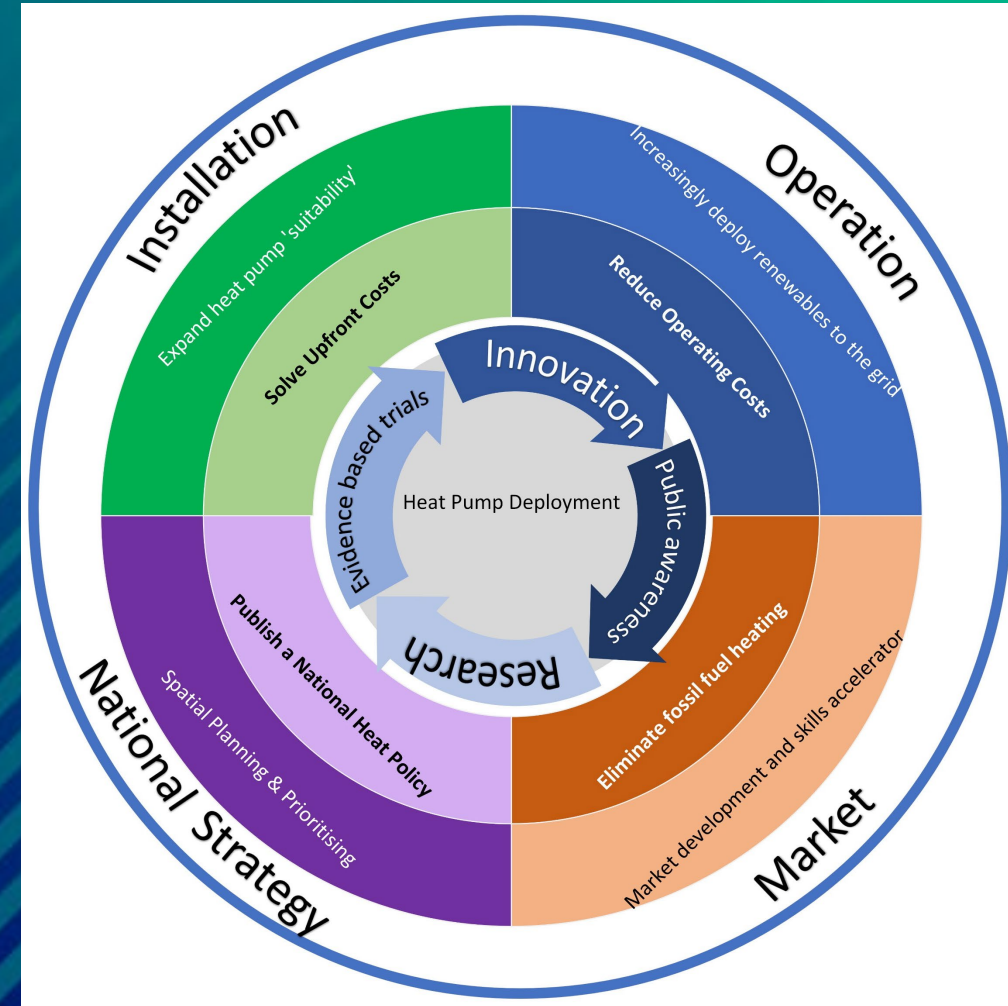 Installation
Operation
Expand heat pump 'suitability'
Increasingly deploy renewables to the grid
Solve Upfront Costs
Reduce Operating Costs
Innovation
Evidence based trials
Public awareness
Heat Pump Deployment
Research
Publish a National Heat Policy
Eliminate fossil fuel heating
Spatial Planning & Prioritising
Market development and skills accelerator
National Strategy
Market